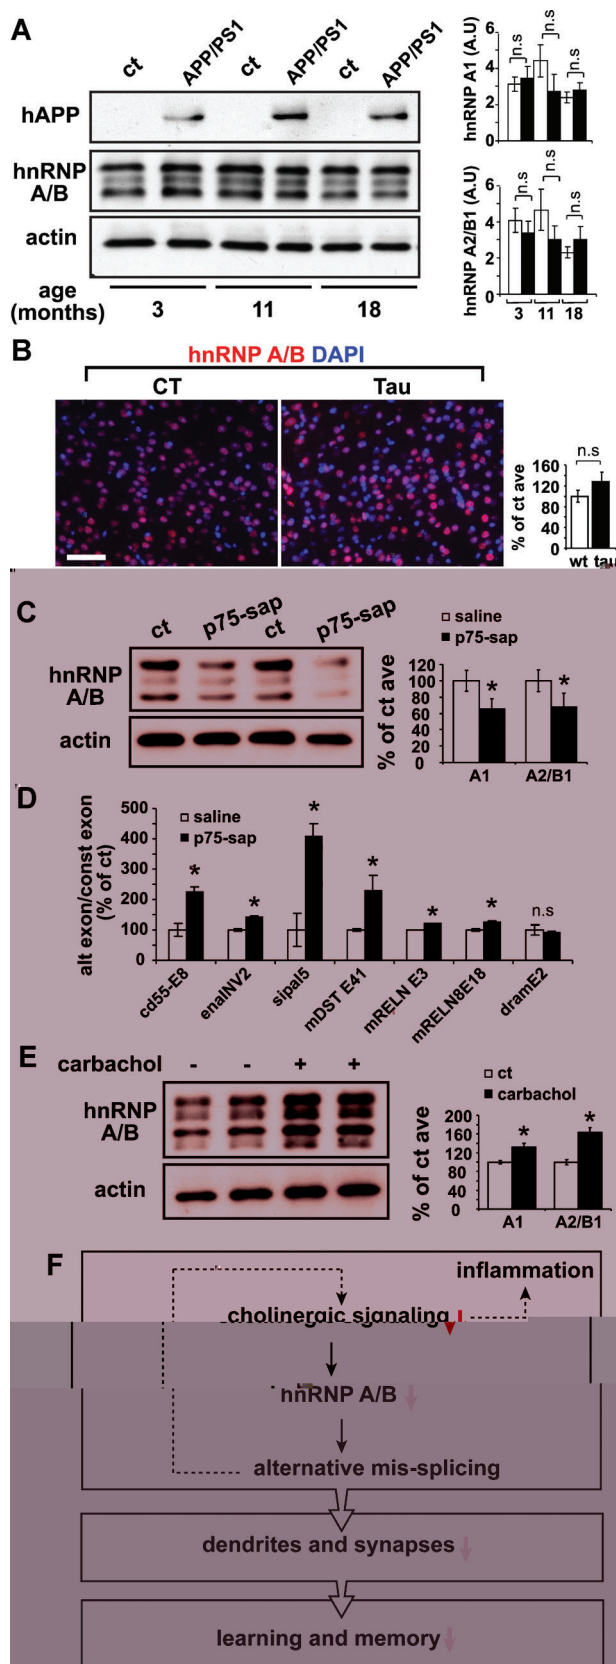 A
ct APP/PS1 ct APP/PS1 ct APP/PS1
hAPP
hnRNP
A/B
actin
age
(months)
3 11 18
hnRNP A1 (A.U)
6
4
2
0
n.s
n.s
n.s
hnRNP A2/B1 (A.U)
6
4
2
0
n.s
n.s
n.s
3 11 18
B
hnRNP A/B DAPI
CT Tau
% of ct ave
160
120
80
40
0
n.s
wt tau
C
ct p75-sap ct p75-sap
hnRNP
A/B
actin
saline
p75-sap
% of ct ave
120
100
80
60
40
20
0
* *
A1 A2/B1
D
alt exon/const exon
(% of ct)
500
400
300
200
100
0
saline
p75-sap
* * * * * * n.s
cd55-E8
enalNV2
sipal5
mDST E41
mRELN E3
mRELN8E18
dramE2
E
carbachol - - + +
hnRNP
A/B
actin
ct
carbachol
% of ct ave
200
160
120
80
40
0
* *
A1 A2/B1
F
inflammation
cholinergic signaling
hnRNP A/B
alternative mis-splicing
dendrites and synapses
learning and memory